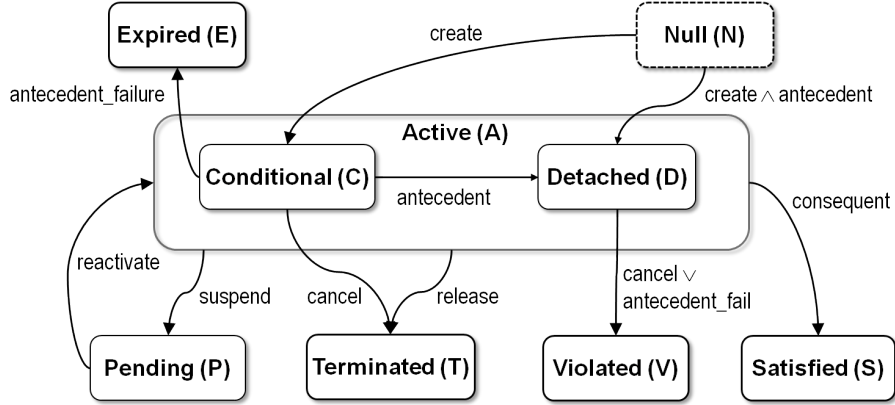 Expired (E)
create
Null (N)
antecedent_failure
create ∧ antecedent
Active (A)
Conditional (C)
antecedent
Detached (D)
consequent
reactivate
suspend
cancel
release
cancel ∨
antecedent_fail
Pending (P)
Terminated (T)
Violated (V)
Satisfied (S)